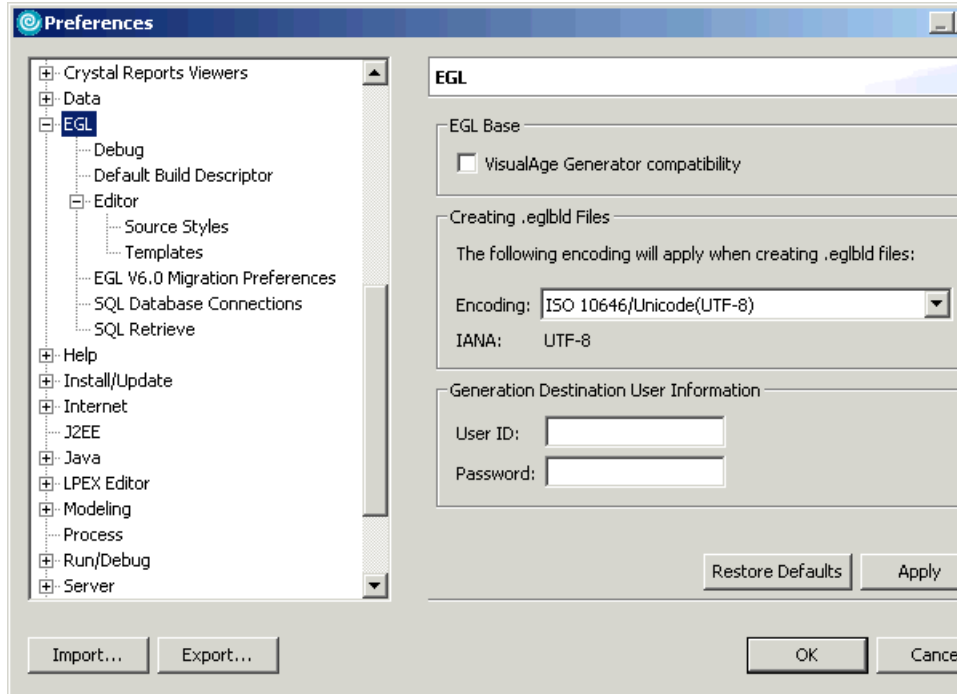 Preferences
Crystal Reports Viewers
Data
EGL
Debug
Default Build Descriptor
Editor
Source Styles
Templates
EGL V6.0 Migration Preferences
SQL Database Connections
SQL Retrieve
Help
Install/Update
Internet
J2EE
Java
LPEX Editor
Modeling
Process
Run/Debug
Server
EGL
EGL Base
VisualAge Generator compatibility
Creating .eglbld Files
The following encoding will apply when creating .eglbld files:
Encoding: ISO 10646/Unicode(UTF-8)
IANA: UTF-8
Generation Destination User Information
User ID:
Password:
Restore Defaults Apply
Import... Export... OK Cance